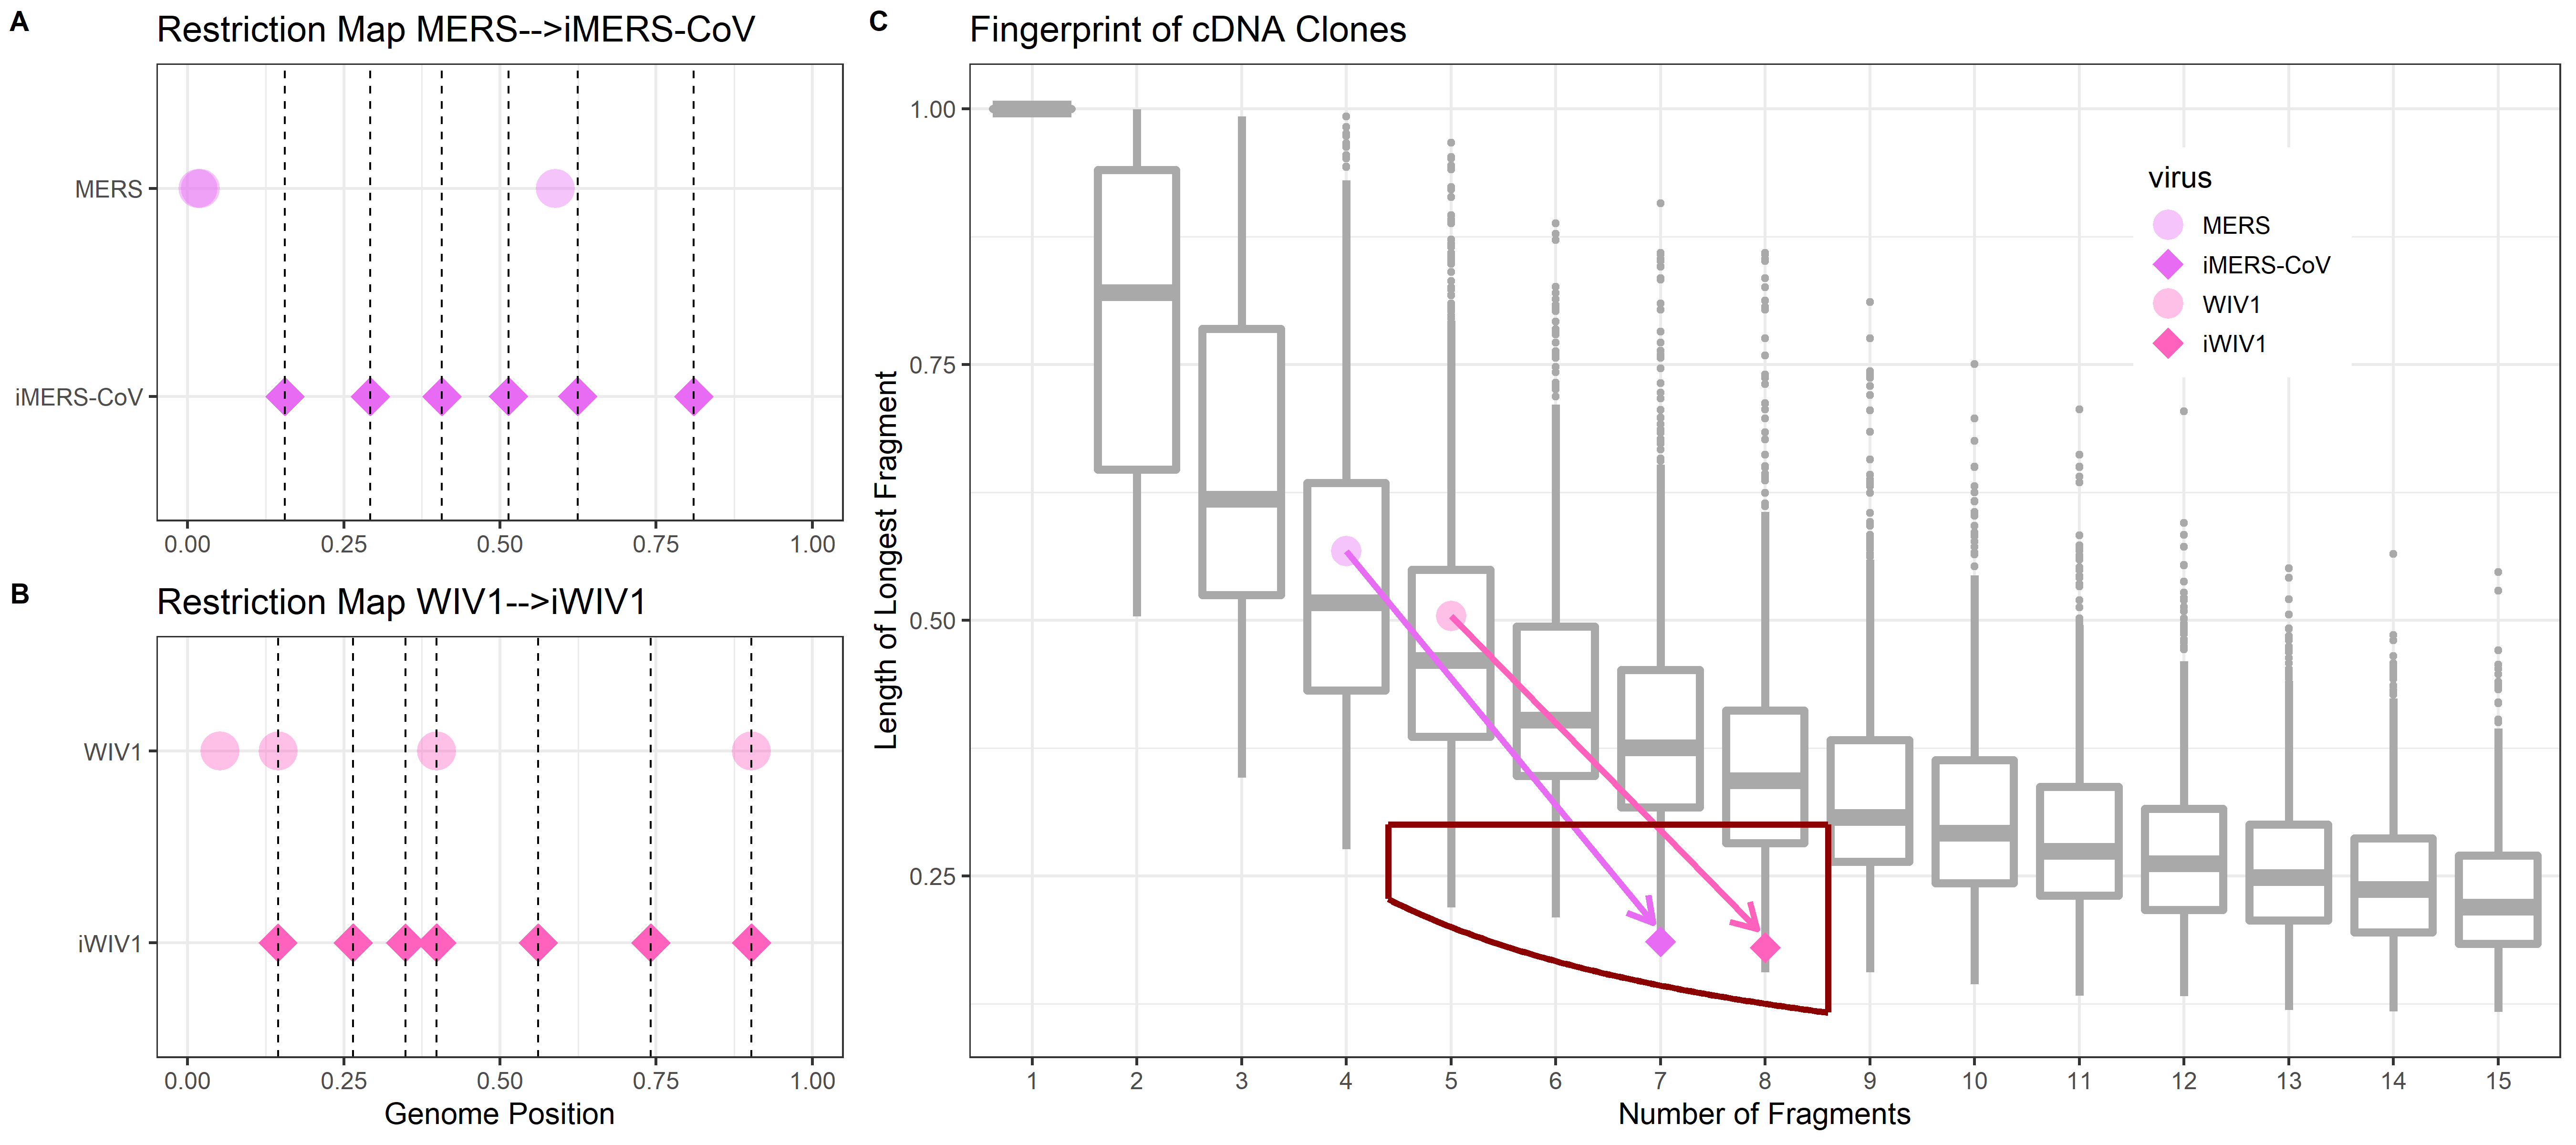 A
Restriction Map MERS-->iMERS-CoV
MERS
iMERS-CoV
0.00 0.25 0.50 0.75 1.00
B
Restriction Map WIV1-->iWIV1
WIV1
iWIV1
0.00 0.25 0.50 0.75 1.00
Genome Position
C
Fingerprint of cDNA Clones
Length of Longest Fragment
1.00
0.75
0.50
0.25
virus
MERS
iMERS-CoV
WIV1
iWIV1
1 2 3 4 5 6 7 8 9 10 11 12 13 14 15
Number of Fragments